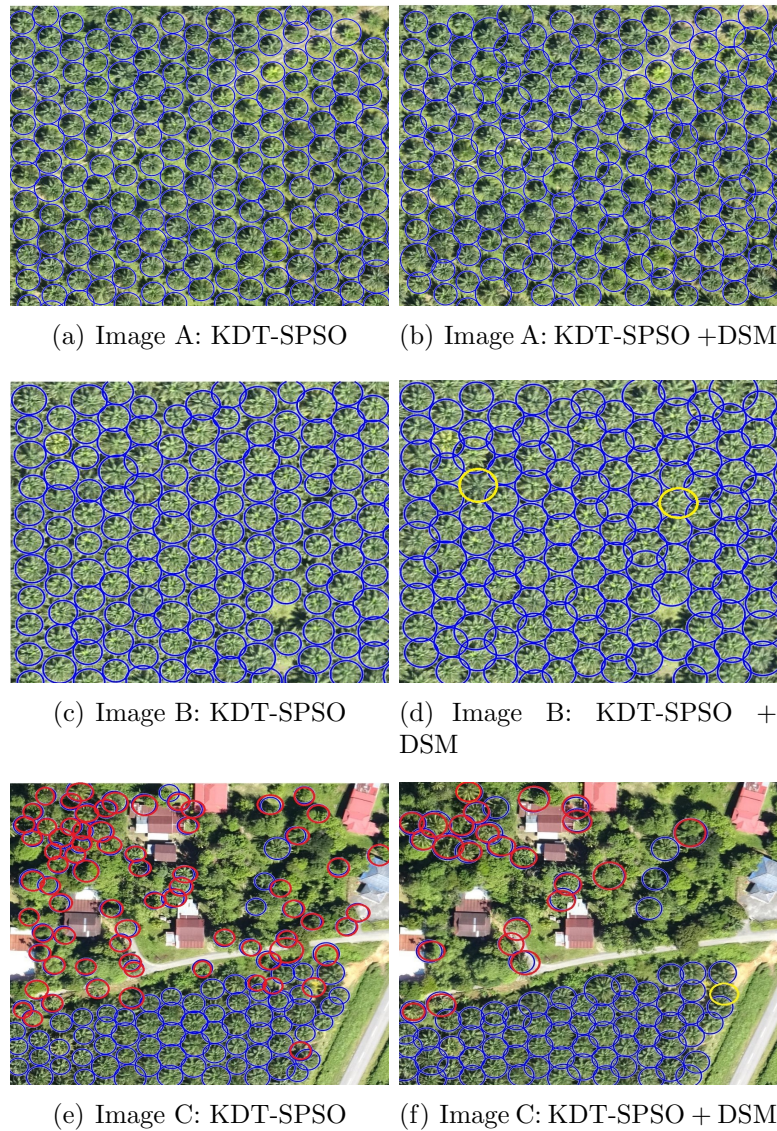 (a) Image A: KDT-SPSO
(b) Image A: KDT-SPSO +DSM
(c) Image B: KDT-SPSO
(d) Image B: KDT-SPSO +
DSM
(e) Image C: KDT-SPSO
(f) Image C: KDT-SPSO + DSM